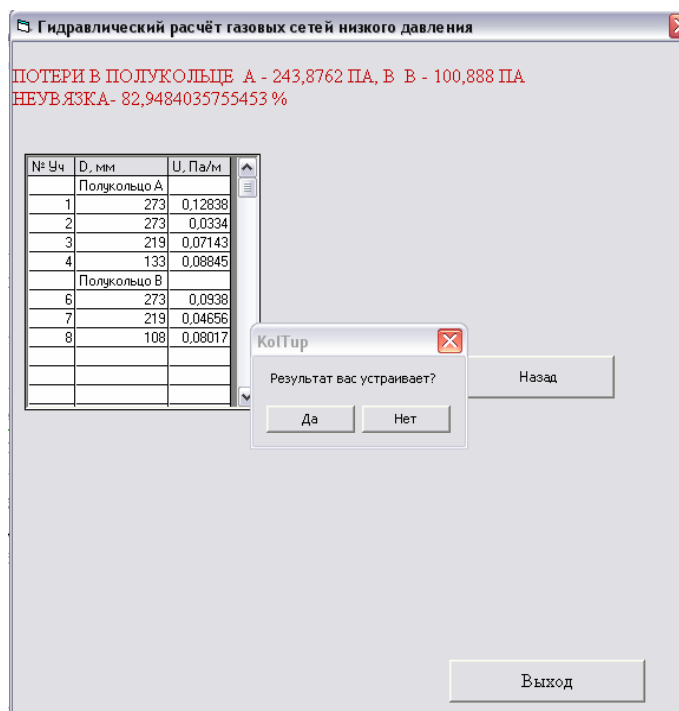 Гидравлический расчёт газовых сетей низкого давления
ПОТЕРИ В ПОЛУКОЛЬЦЕ А - 243,8762 ПА, В В - 100,888 ПА
НЕУВЯЗКА- 82,9484035755453 %
№ Уч D, мм U, Па/м
Полукольцо А
1 273 0,12838
2 273 0,0334
3 219 0,07143
4 133 0,08845
Полукольцо В
6 273 0,0938
7 219 0,04656
8 108 0,08017
KolTup
Результат вас устраивает?
Да Нет
Назад
Выход